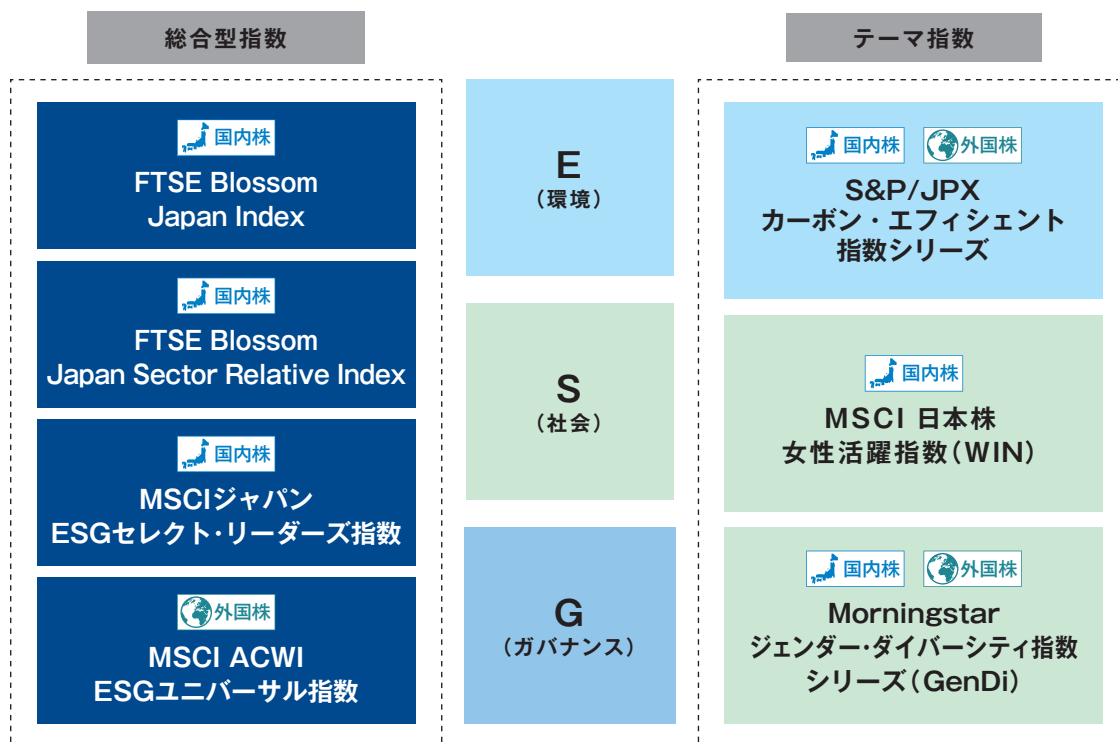 総合型指数
国内株
FTSE Blossom
Japan Index
国内株
FTSE Blossom
Japan Sector Relative Index
国内株
MSCIジャパン
ESGセレクト・リーダーズ指数
外国株
MSCI ACWI
ESGユニバーサル指数
E
（環境）
S
（社会）
G
（ガバナンス）
テーマ指数
国内株 外国株
S&P/JPX
カーボン・エフィシェント
指数シリーズ
国内株
MSCI 日本株
女性活躍指数（WIN）
国内株 外国株
Morningstar
ジェンダー・ダイバーシティ指数
シリーズ（GenDi）